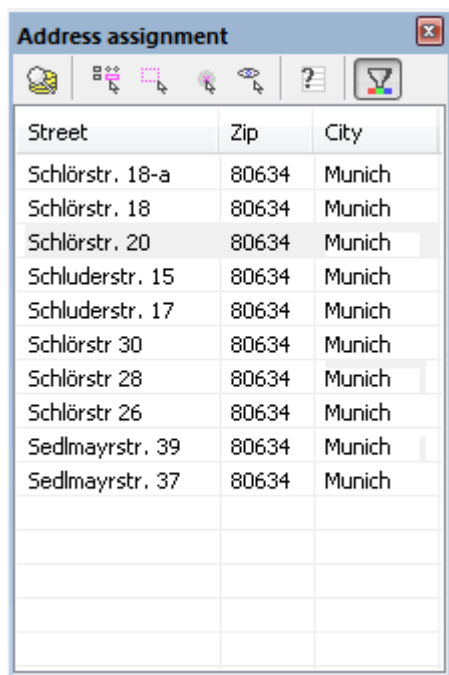 Address assignment
?
Street Zip City
Schlörstr. 18-a 80634 Munich
Schlörstr. 18 80634 Munich
Schlörstr. 20 80634 Munich
Schluderstr. 15 80634 Munich
Schluderstr. 17 80634 Munich
Schlörstr 30 80634 Munich
Schlörstr 28 80634 Munich
Schlörstr 26 80634 Munich
Sedlmayrstr. 39 80634 Munich
Sedlmayrstr. 37 80634 Munich